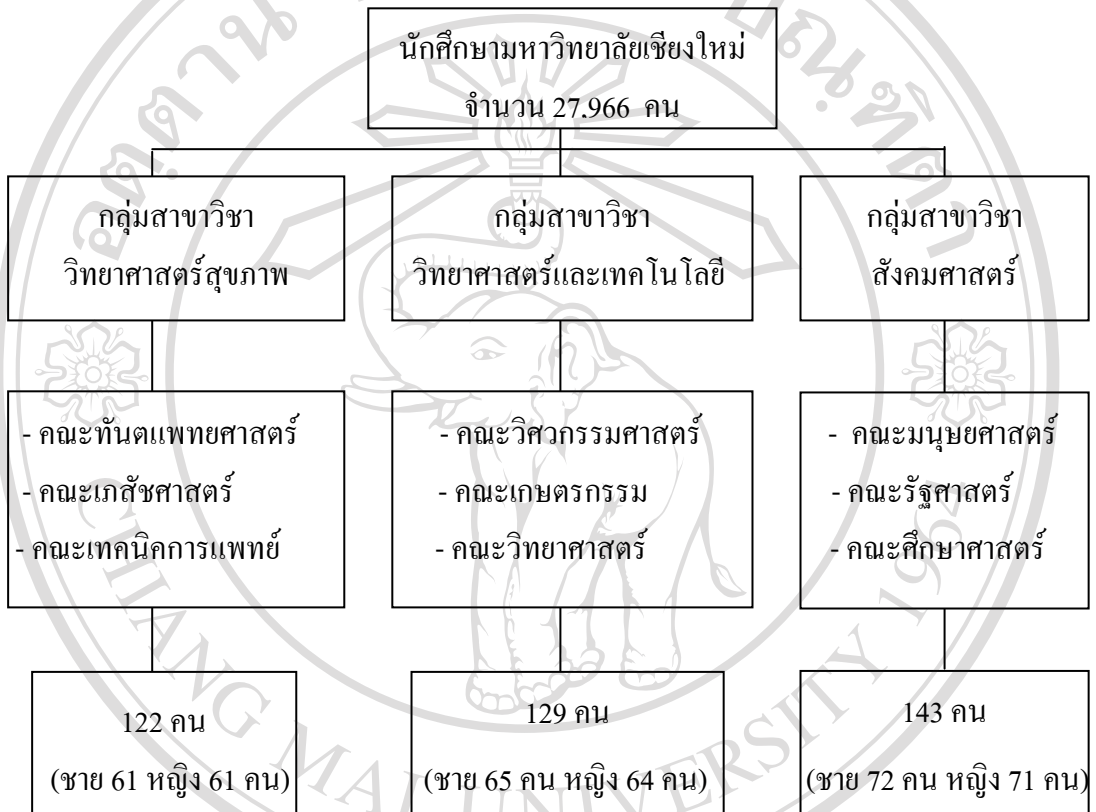 นักศึกษามหาวิทยาลัยเชียงใหม่
จำนวน 27,966 คน
กลุ่มสาขาวิชา
วิทยาศาสตร์สุขภาพ
กลุ่มสาขาวิชา
วิทยาศาสตร์และเทคโนโลยี
กลุ่มสาขาวิชา
สังคมศาสตร์
- คณะทันตแพทยศาสตร์
- คณะเภสัชศาสตร์
- คณะเทคนิคการแพทย์
- คณะวิศวกรรมศาสตร์
- คณะเกษตรกรรม
- คณะวิทยาศาสตร์
- คณะมนุษยศาสตร์
- คณะรัฐศาสตร์
- คณะศึกษาศาสตร์
122 คน
(ชาย 61 หญิง 61 คน)
129 คน
(ชาย 65 คน หญิง 64 คน)
143 คน
(ชาย 72 คน หญิง 71 คน)
CHIANG MAI UNIVERSITY 1964